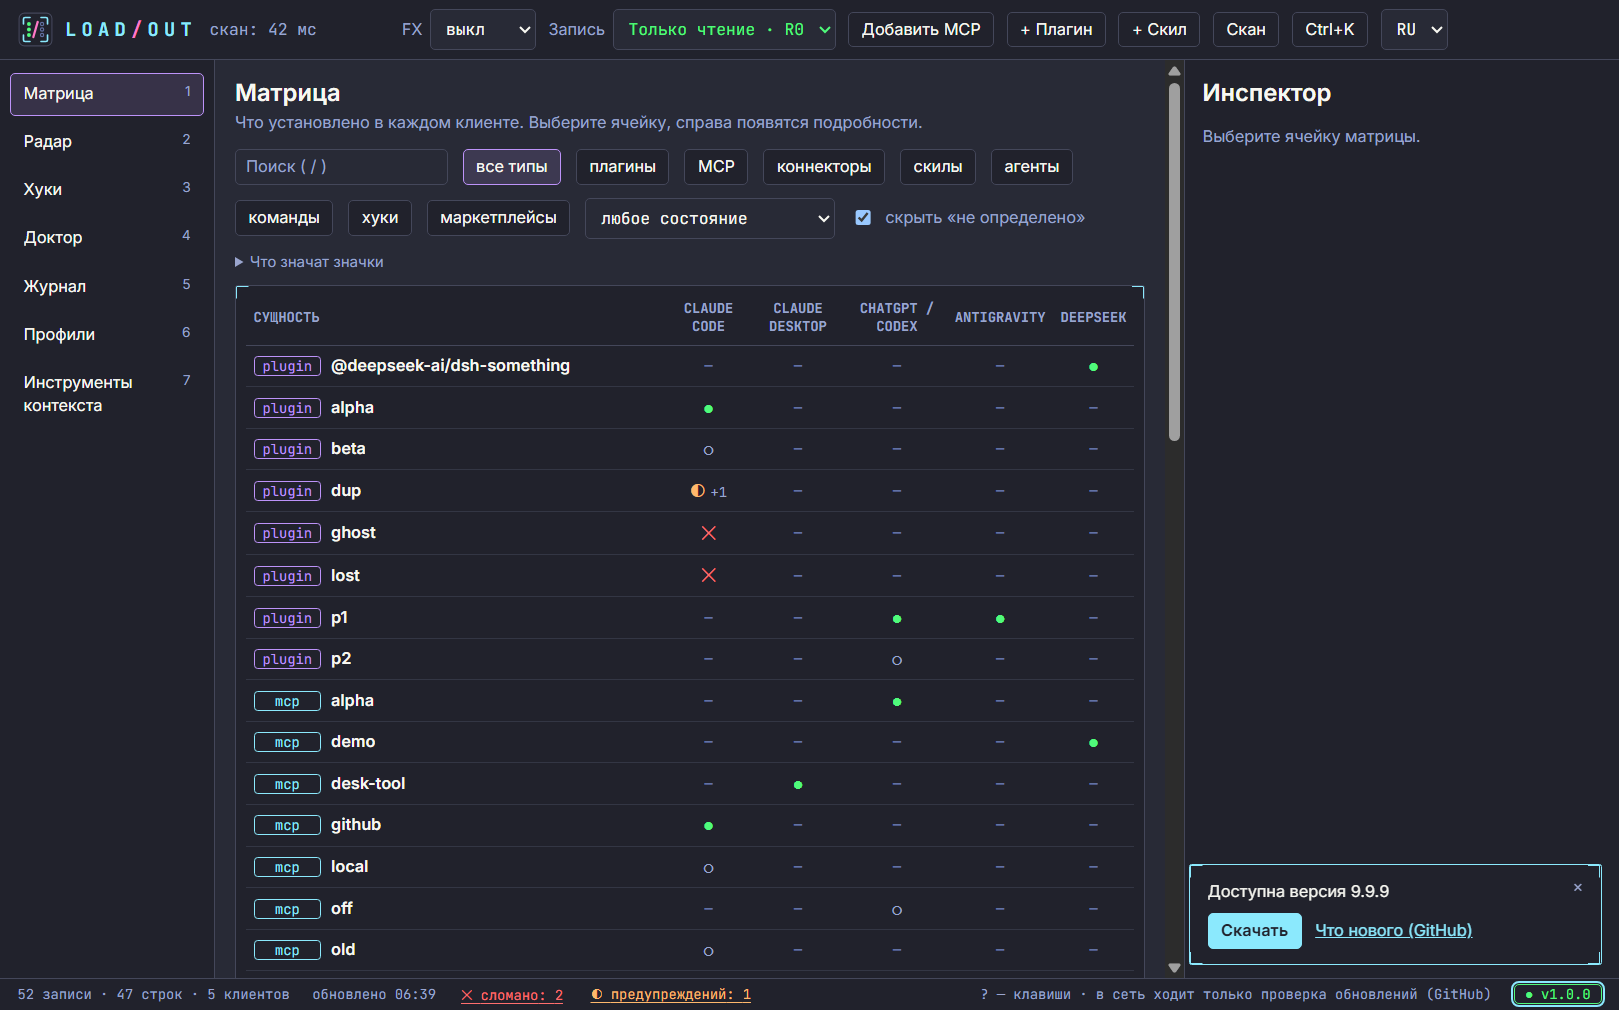 LOAD/OUT скан: 42 мс FX выкл Запись Только чтение · R0 Добавить MCP + Плагин + Скил Скан Ctrl+K RU
Матрица 1
Радар 2
Хуки 3
Доктор 4
Журнал 5
Профили 6
Инструменты контекста 7
Матрица
Что установлено в каждом клиенте. Выберите ячейку, справа появятся подробности.
Поиск ( / ) все типы плагины MCP коннекторы скилы агенты
команды хуки маркетплейсы любое состояние скрыть «не определено»
▶ Что значат значки
СУЩНОСТЬ CLAUDE CODE CLAUDE DESKTOP CHATGPT / CODEX ANTIGRAVITY DEEPSEEK
plugin @deepseek-ai/dsh-something — — — — ●
plugin alpha ● — — — —
plugin beta ○ — — — —
plugin dup ◐ +1 — — — —
plugin ghost ✕ — — — —
plugin lost ✕ — — — —
plugin p1 — — ● ● —
plugin p2 — — ○ — —
mcp alpha — — ● — —
mcp demo — — — — ●
mcp desk-tool — ● — — —
mcp github ● — — — —
mcp local ○ — — — —
mcp off — — ○ — —
mcp old ○ — — — —
Инспектор
Выберите ячейку матрицы.
Доступна версия 9.9.9 ×
Скачать Что нового (GitHub)
52 записи · 47 строк · 5 клиентов обновлено 06:39 ✕ сломано: 2 ◐ предупреждений: 1 ? — клавиши · в сеть ходит только проверка обновлений (GitHub) ● v1.0.0